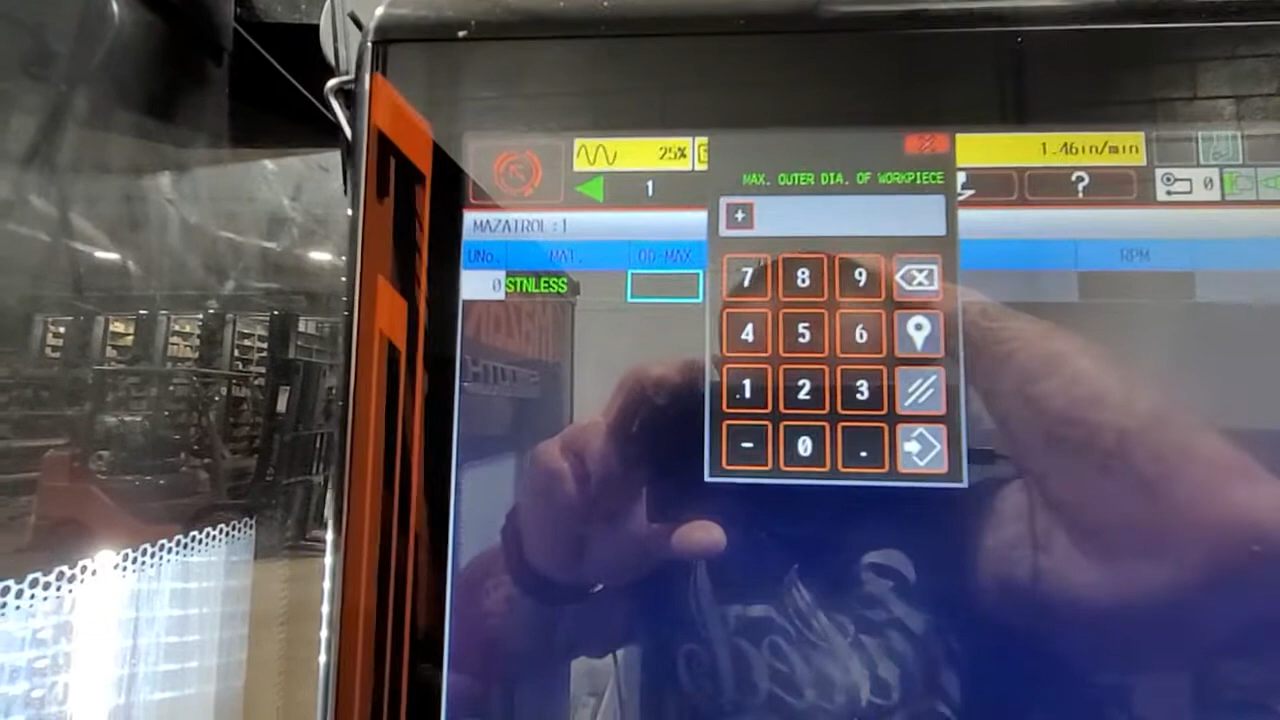 25%
1.46in/min
MAX. OUTER DIA. OF WORKPIECE
1
?
0
MAZATROL :1
+
UNo. MAT. OD-MAX
RPM
0 STNLESS
7 8 9
4 5 6
1 2 3
- 0 .